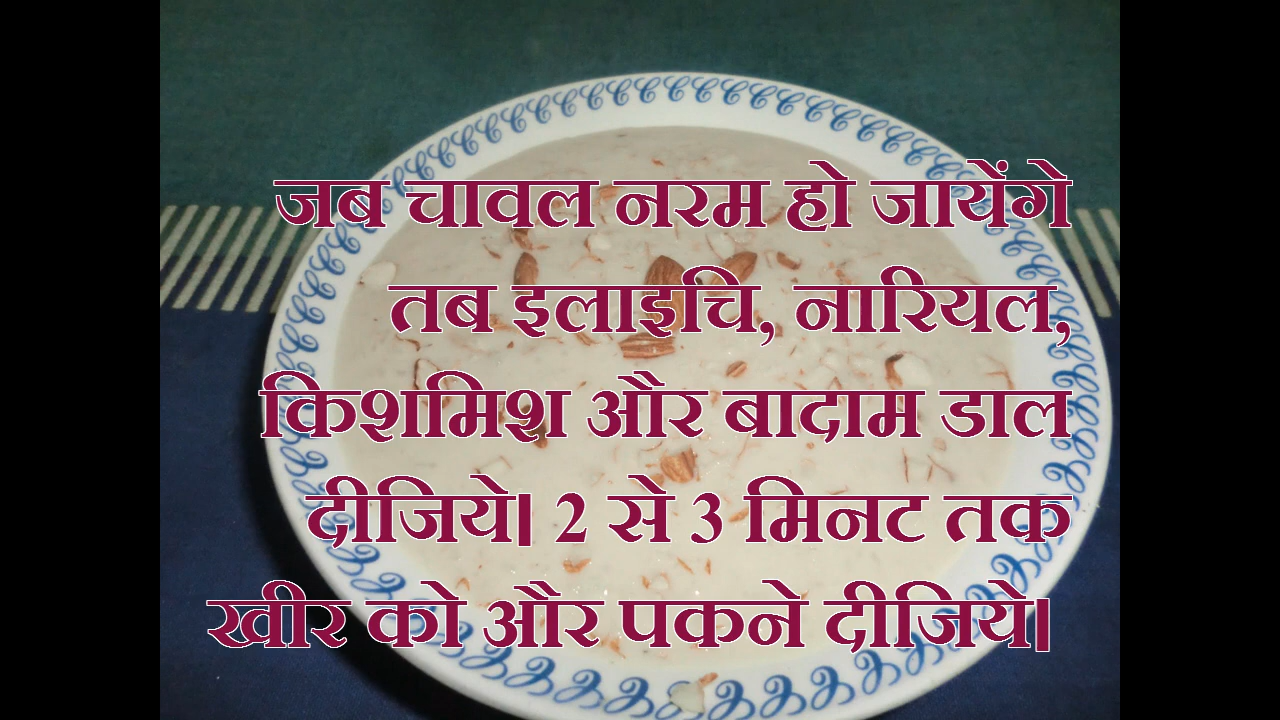 जब चावल नरम हो जायेंगे
तब इलाइचि, नारियल,
किशमिश और बादाम डाल
दीजिये। 2 से 3 मिनट तक
खीर को और पकने दीजिये।